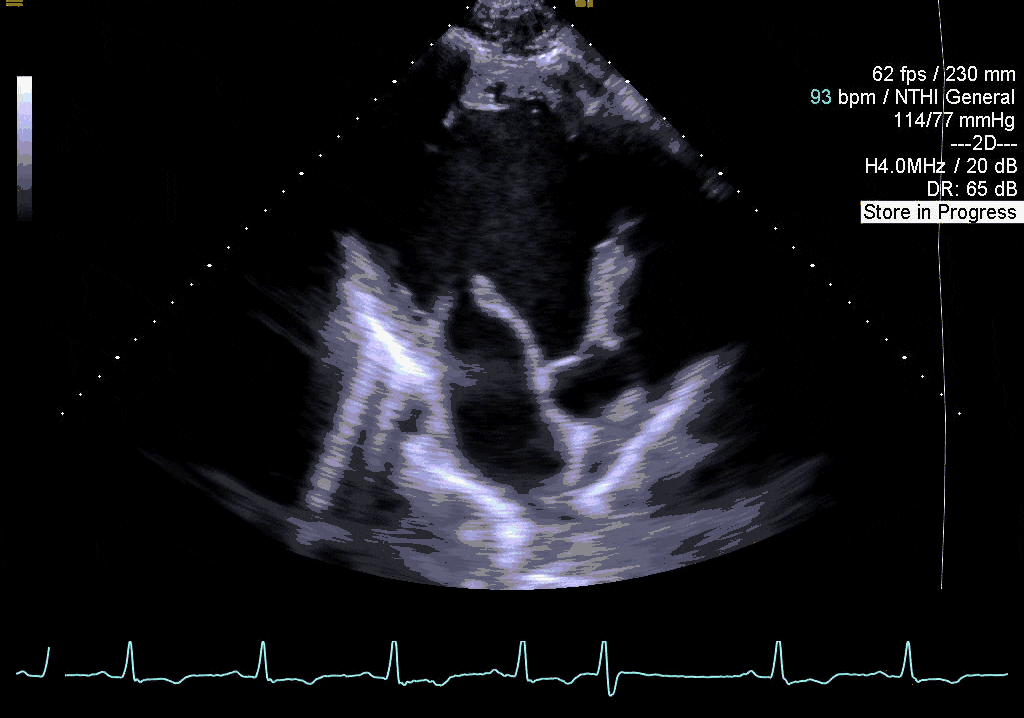 62 fps / 230 mm
93 bpm / NTHI General
114/77 mmHg
---2D---
H4.0MHz / 20 dB
DR: 65 dB
Store in Progress